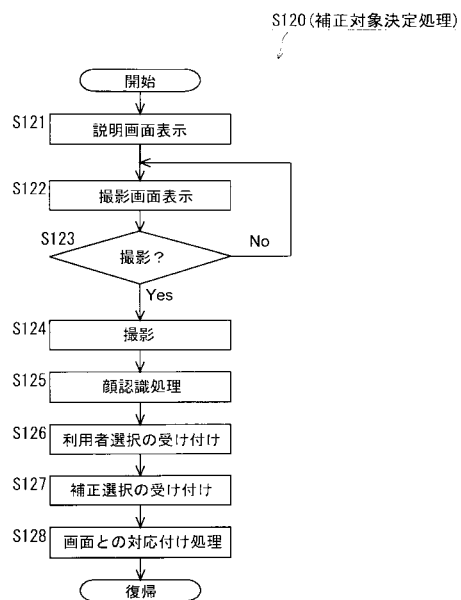 S120(補正対象決定処理)
開始
S121
説明画面表示
S122
撮影画面表示
S123
撮影？
No
Yes
S124
撮影
S125
顔認識処理
S126
利用者選択の受け付け
S127
補正選択の受け付け
S128
画面との対応付け処理
復帰